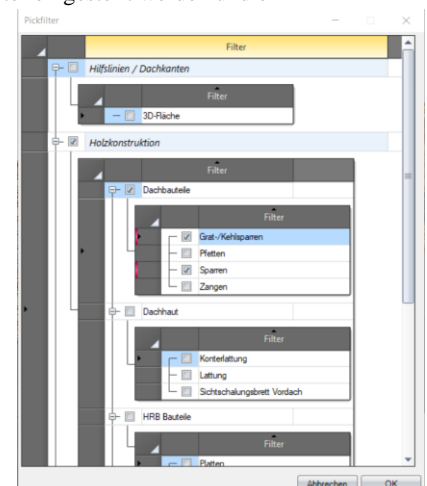 Pickfilter
Filter
Hilfslinien / Dachkanten
Filter
3D-Fläche
Holzkonstruktion
Filter
Dachbauteile
Filter
Grat-/Kehlsparren
Pfetten
Sparren
Zangen
Dachhaut
Filter
Konterlattung
Lattung
Sichtschalungsbrett Vordach
HRB Bauteile
Filter
Platten
Abbrechen OK